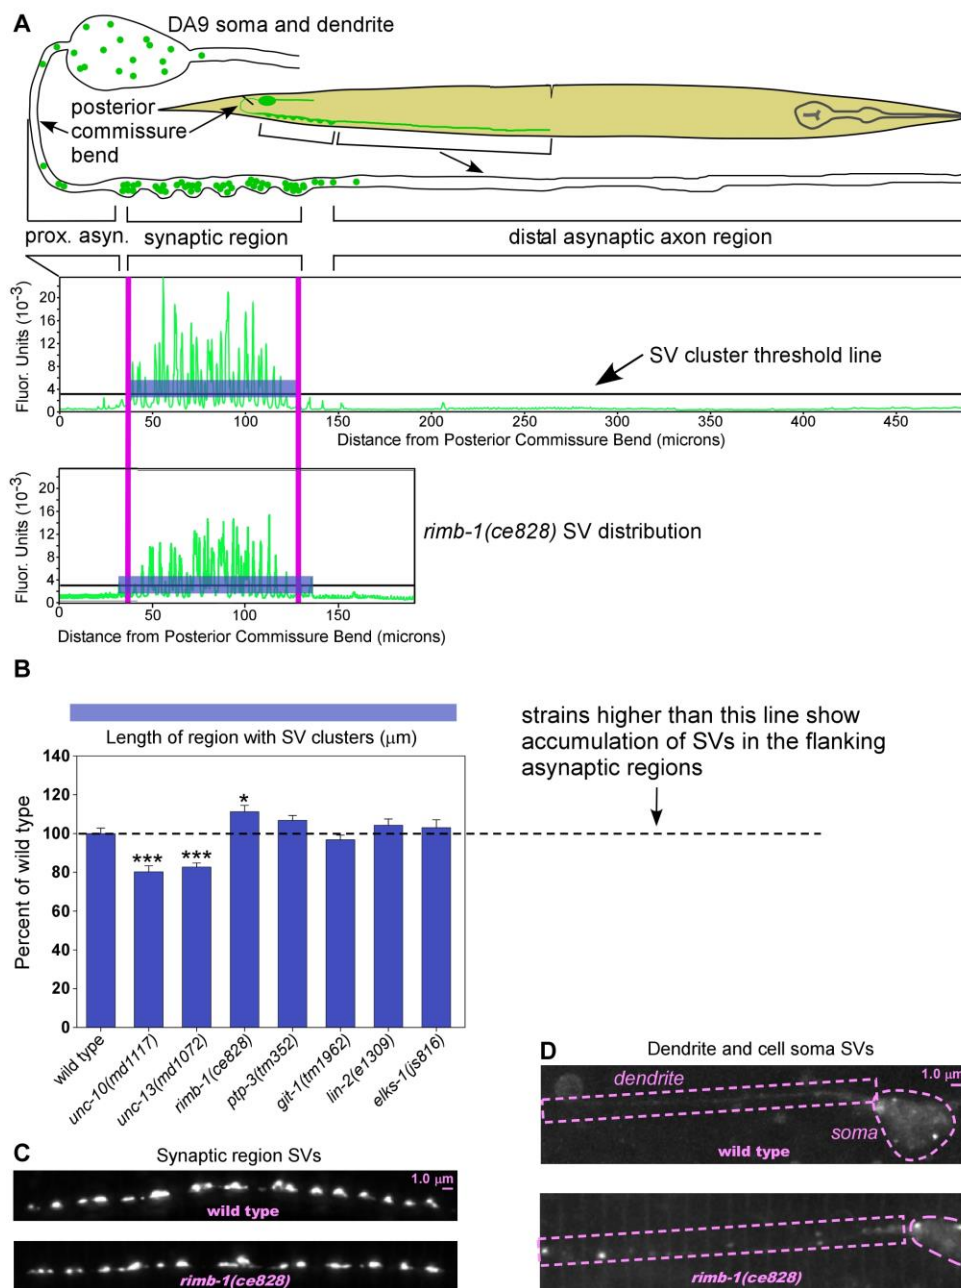 A
DA9 soma and dendrite
posterior
commissure
bend
prox. asyn.
synaptic region
distal asynaptic axon region
Fluor. Units (10⁻³)
20
16
12
8
4
0
SV cluster threshold line
0 50 100 150 200 250 300 350 400 450
Distance from Posterior Commissure Bend (microns)
Fluor. Units (10⁻³)
20
16
12
8
4
0
rimb-1(ce828) SV distribution
0 50 100 150
Distance from Posterior Commissure Bend (microns)
B
Length of region with SV clusters (μm)
strains higher than this line show
accumulation of SVs in the flanking
asynaptic regions
Percent of wild type
140
120
100
80
60
40
20
0
*
*** ***
wild type
unc-10(md1117)
unc-13(md1072)
rimb-1(ce828)
ptp-3(tm352)
git-1(tm1962)
lin-2(e1309)
elks-1(js816)
C
Synaptic region SVs
1.0 μm
wild type
rimb-1(ce828)
D
Dendrite and cell soma SVs
dendrite
1.0 μm
soma
wild type
rimb-1(ce828)